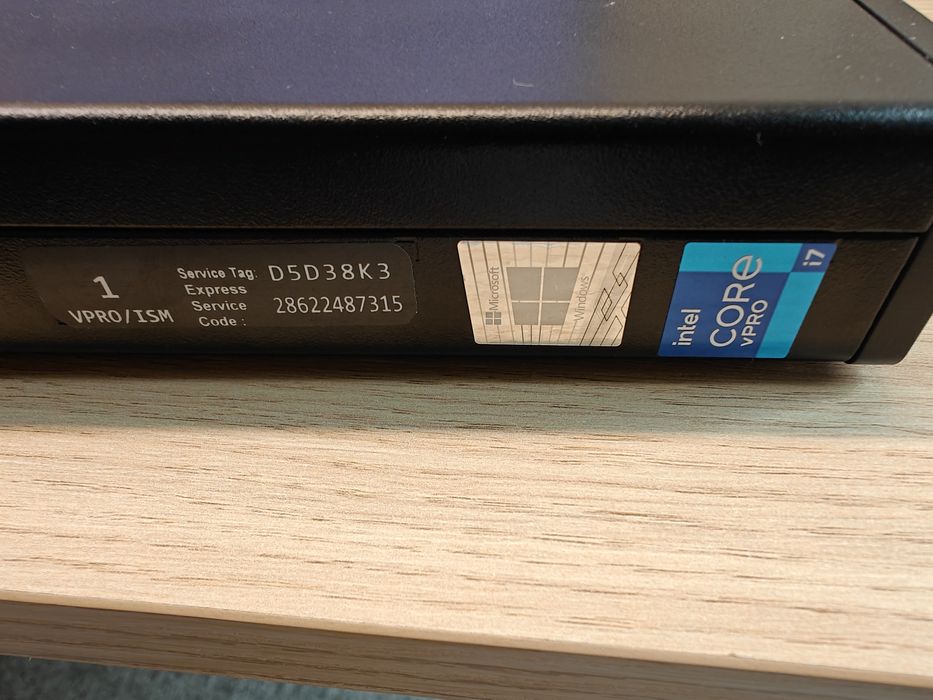 1
VPRO/ISM
Service Tag: D5D38K3
Express
Service 28622487315
Code :
Microsoft
Windows
intel
CORE
vPRO
i7